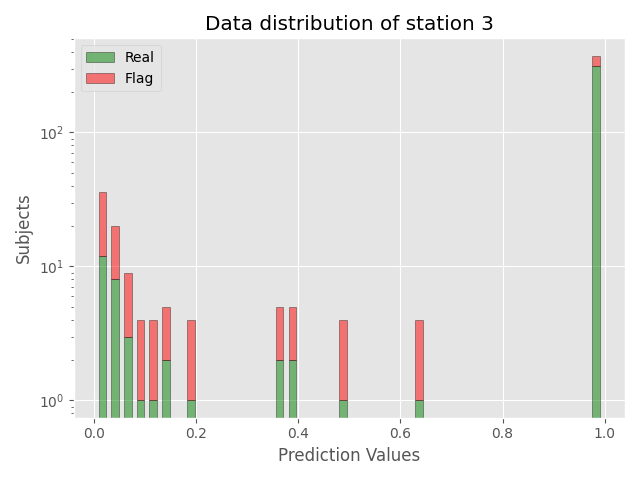 Data distribution of station 3
Real
Flag
10²
10¹
10⁰
Subjects
0.0 0.2 0.4 0.6 0.8 1.0
Prediction Values